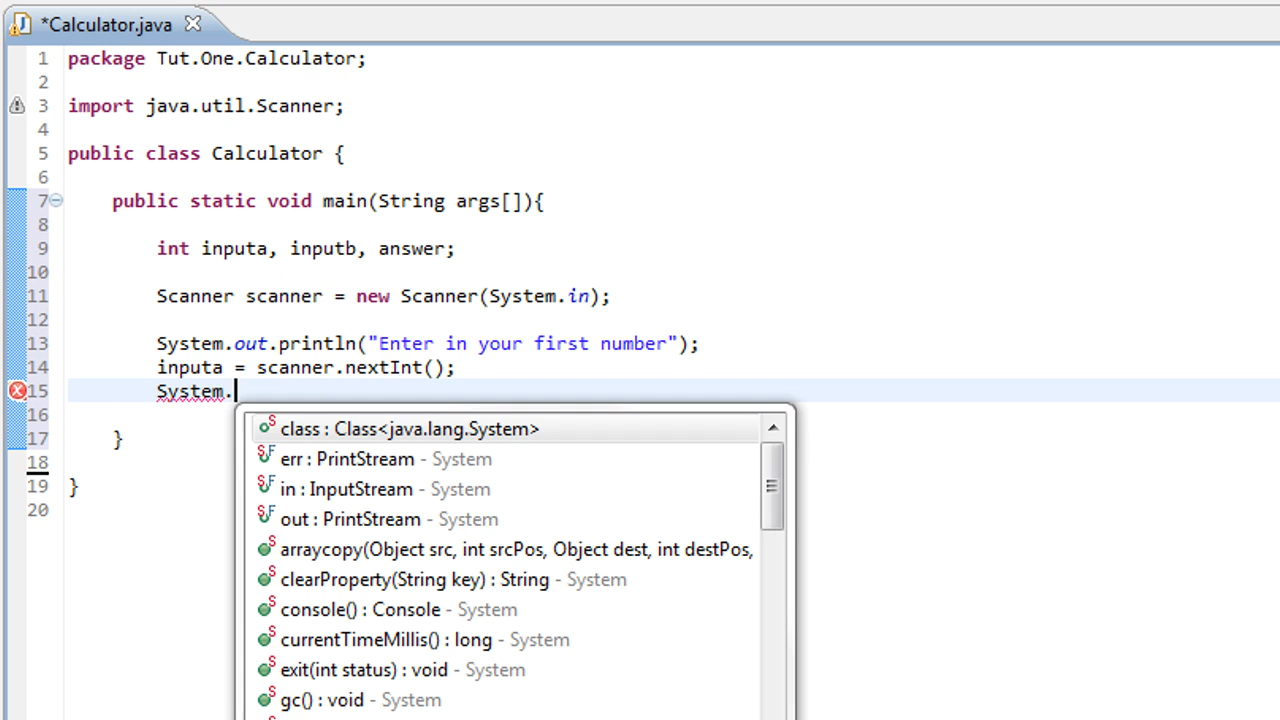 *Calculator.java
1 package Tut.One.Calculator;
2
3 import java.util.Scanner;
4
5 public class Calculator {
6
7 public static void main(String args[]){
8
9 int inputa, inputb, answer;
10
11 Scanner scanner = new Scanner(System.in);
12
13 System.out.println("Enter in your first number");
14 inputa = scanner.nextInt();
15 System.
16
17 }
18
19 }
20
class : Class<java.lang.System>
err : PrintStream - System
in : InputStream - System
out : PrintStream - System
arraycopy(Object src, int srcPos, Object dest, int destPos,
clearProperty(String key) : String - System
console() : Console - System
currentTimeMillis() : long - System
exit(int status) : void - System
gc() : void - System